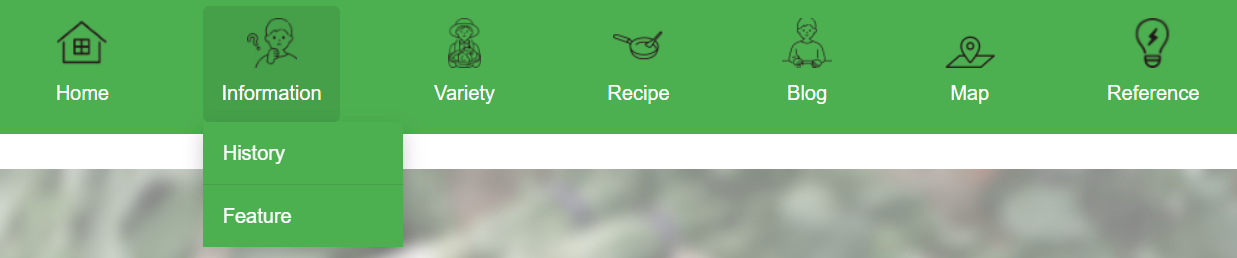 Home Information Variety Recipe Blog Map Reference
History
Feature